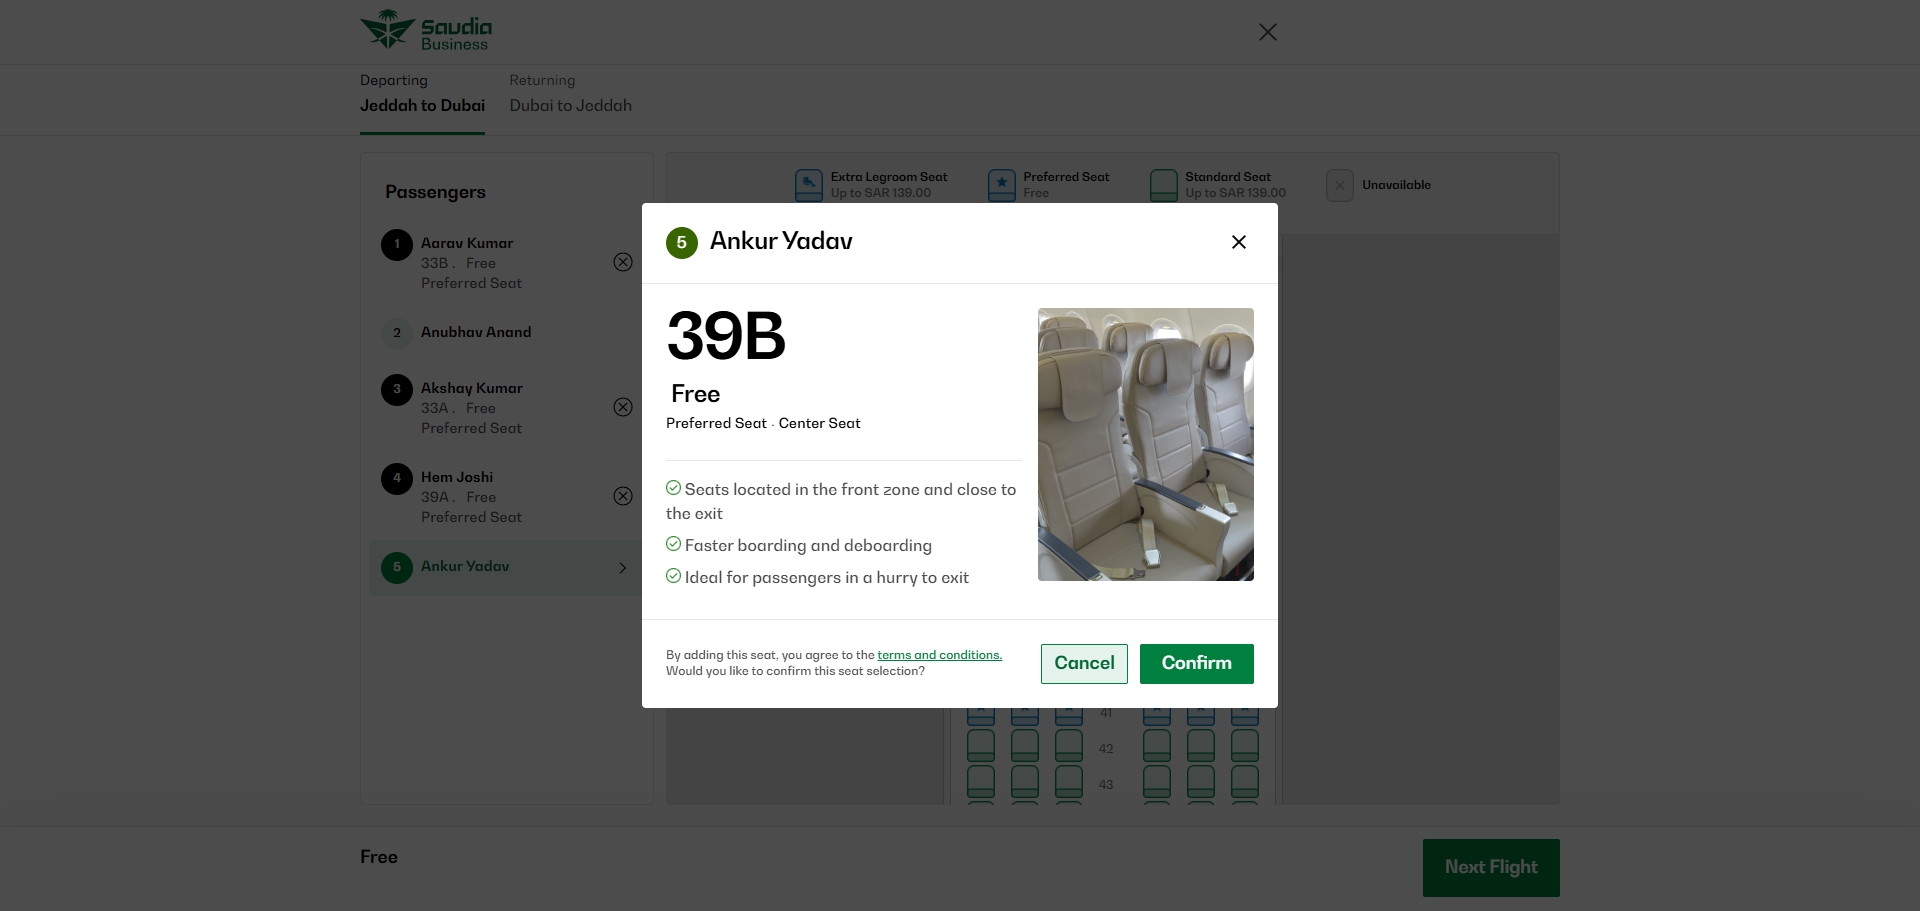 Saudia
Business
Departing
Jeddah to Dubai
Returning
Dubai to Jeddah
Passengers
1
Aarav Kumar
33B . Free
Preferred Seat
2
Anubhav Anand
3
Akshay Kumar
33A . Free
Preferred Seat
4
Hem Joshi
39A . Free
Preferred Seat
5
Ankur Yadav
Extra Legroom Seat
Up to SAR 139.00
Preferred Seat
Free
Standard Seat
Up to SAR 139.00
Unavailable
5
Ankur Yadav
39B
Free
Preferred Seat · Center Seat
Seats located in the front zone and close to
the exit
Faster boarding and deboarding
Ideal for passengers in a hurry to exit
By adding this seat, you agree to the terms and conditions.
Would you like to confirm this seat selection?
Cancel
Confirm
41
42
43
Free
Next Flight